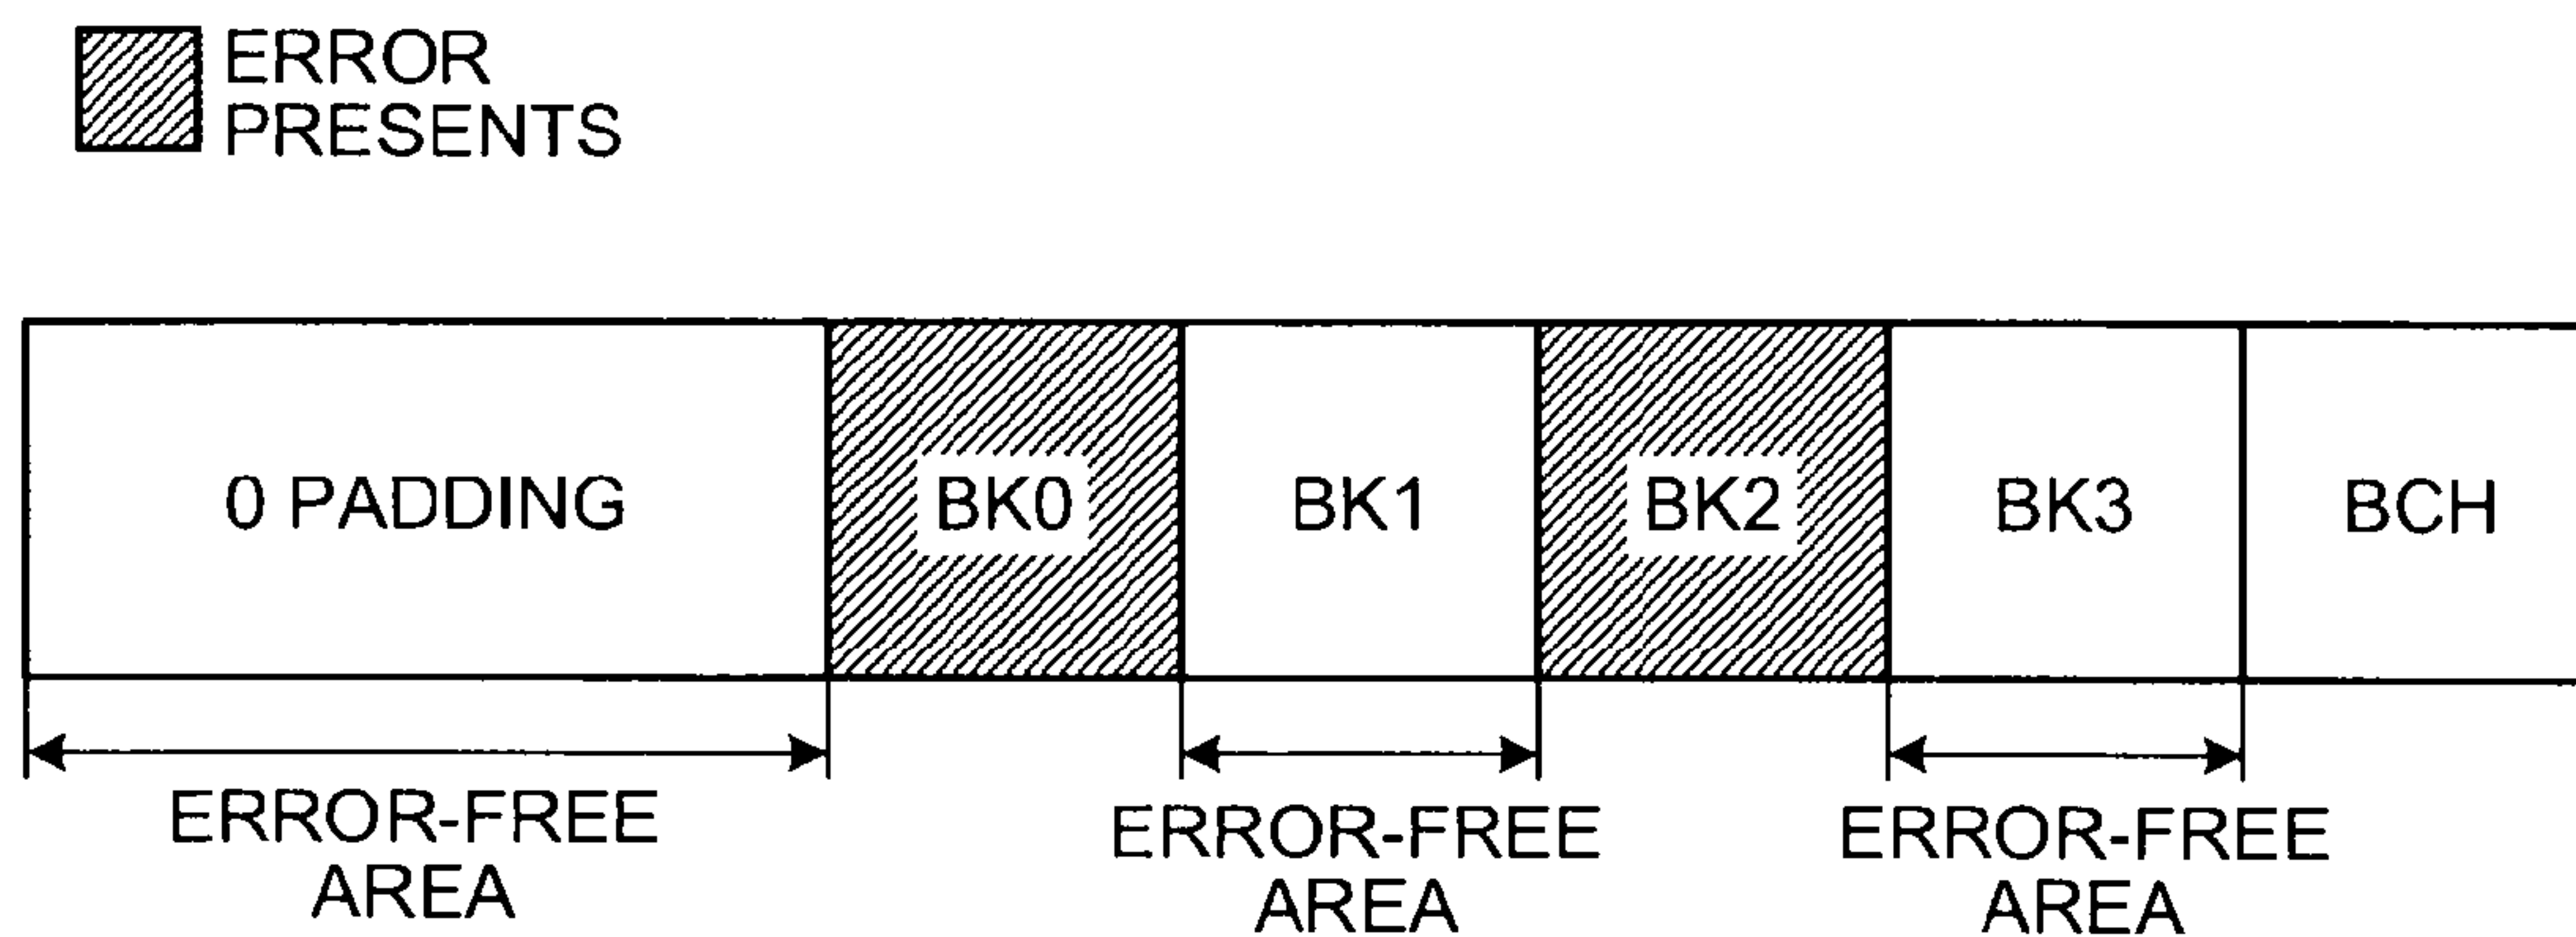 ERROR
PRESENTS
0 PADDING
BK0
BK1
BK2
BK3
BCH
ERROR-FREE
AREA
ERROR-FREE
AREA
ERROR-FREE
AREA